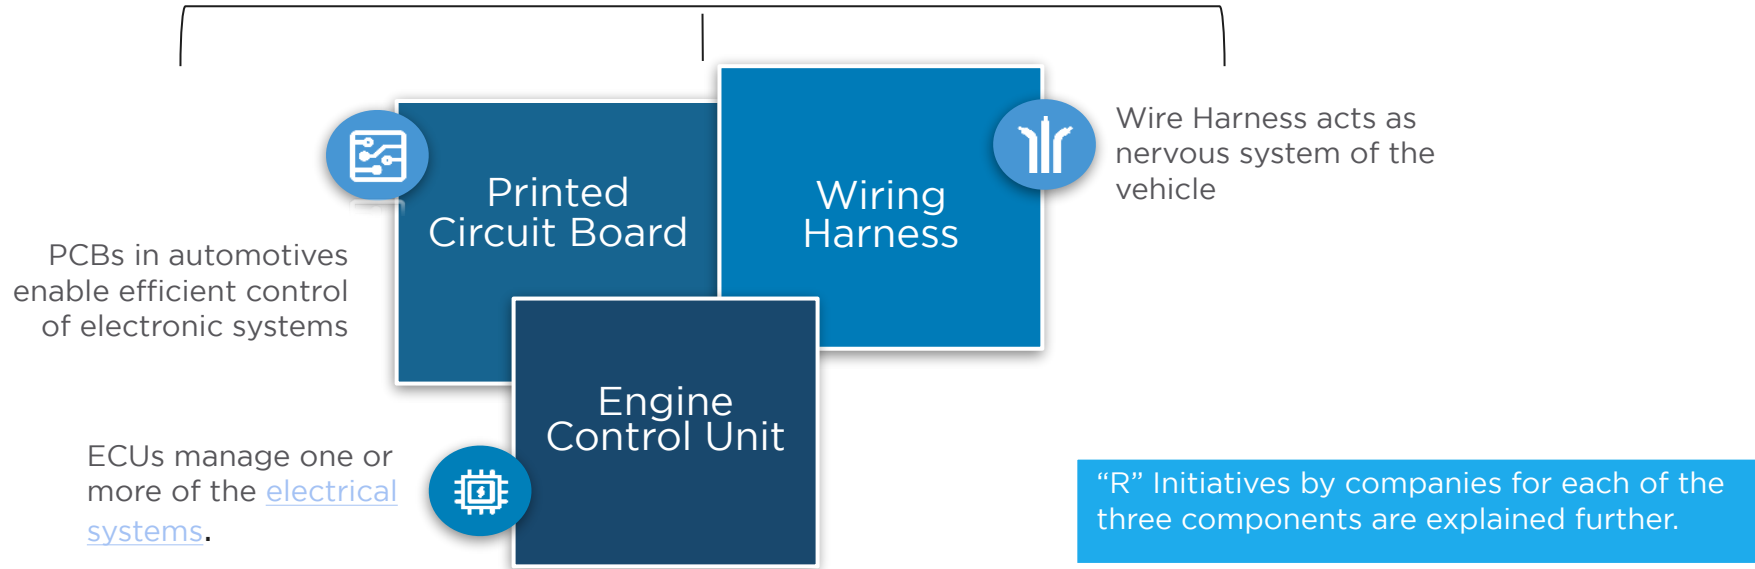 Printed
Circuit Board
Wiring
Harness
Wire Harness acts as
nervous system of the
vehicle
PCBs in automotives
enable efficient control
of electronic systems
Engine
Control Unit
ECUs manage one or
more of the electrical
systems.
“R” Initiatives by companies for each of the
three components are explained further.